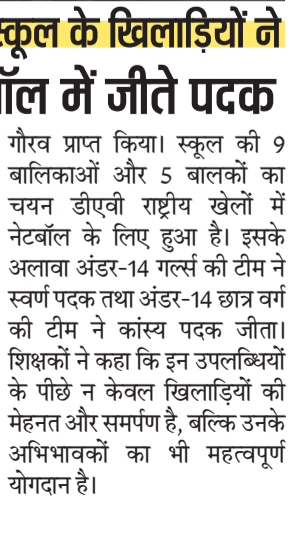 स्कूल के खिलाड़ियों ने
में जीते पदक
गौरव प्राप्त किया। स्कूल की 9
बालिकाओं और 5 बालकों का
चयन डीएवी राष्ट्रीय खेलों में
नेटबॉल के लिए हुआ है। इसके
अलावा अंडर-14 गर्ल्स की टीम ने
स्वर्ण पदक तथा अंडर-14 छात्र वर्ग
की टीम ने कांस्य पदक जीता।
शिक्षकों ने कहा कि इन उपलब्धियों
के पीछे न केवल खिलाड़ियों की
मेहनत और समर्पण है, बल्कि उनके
अभिभावकों का भी महत्वपूर्ण
योगदान है।